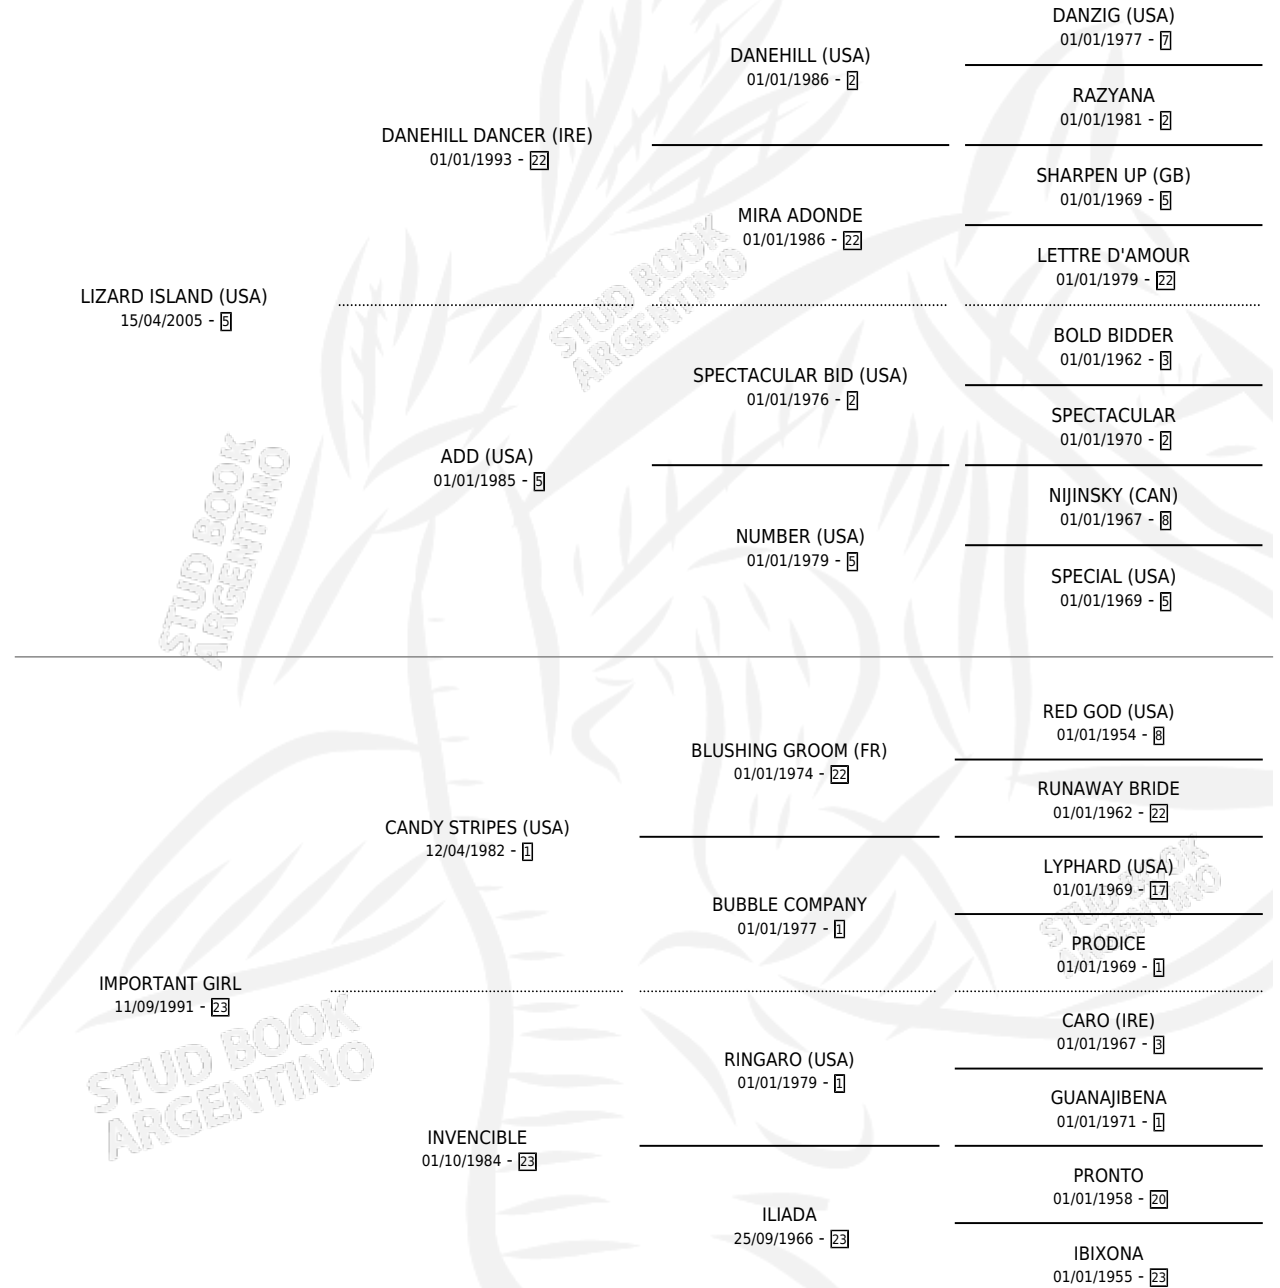 DANZIG (USA)
01/01/1977 - 7
DANEHILL (USA)
01/01/1986 - 2
RAZYANA
01/01/1981 - 2
DANEHILL DANCER (IRE)
01/01/1993 - 22
SHARPEN UP (GB)
01/01/1969 - 5
MIRA ADONDE
01/01/1986 - 22
LETTRE D'AMOUR
01/01/1979 - 22
STUD BOOK
ARGENTINO
LIZARD ISLAND (USA)
15/04/2005 - 5
BOLD BIDDER
01/01/1962 - 3
SPECTACULAR BID (USA)
01/01/1976 - 2
SPECTACULAR
01/01/1970 - 2
ADD (USA)
01/01/1985 - 5
NIJINSKY (CAN)
01/01/1967 - 8
NUMBER (USA)
01/01/1979 - 5
SPECIAL (USA)
01/01/1969 - 5
STUD BOOK
ARGENTINO
RED GOD (USA)
01/01/1954 - 8
BLUSHING GROOM (FR)
01/01/1974 - 22
RUNAWAY BRIDE
01/01/1962 - 22
CANDY STRIPES (USA)
12/04/1982 - 1
LYPHARD (USA)
01/01/1969 - 17
BUBBLE COMPANY
01/01/1977 - 1
PRODICE
01/01/1969 - 1
STUD BOOK
ARGENTINO
IMPORTANT GIRL
11/09/1991 - 23
CARO (IRE)
01/01/1967 - 3
RINGARO (USA)
01/01/1979 - 1
GUANAJIBENA
01/01/1971 - 1
STUD BOOK
ARGENTINO
INVENCIBLE
01/10/1984 - 23
PRONTO
01/01/1958 - 20
ILIADA
25/09/1966 - 23
IBIXONA
01/01/1955 - 23